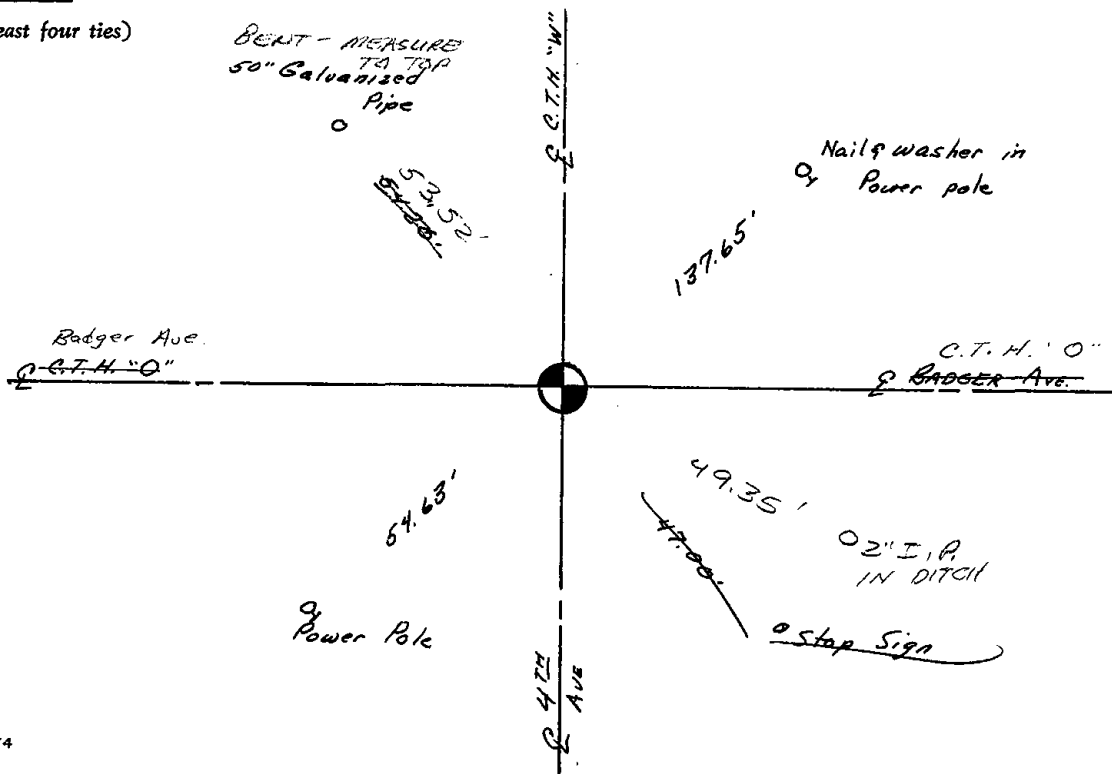 east four ties)
BENT - MEASURE
TO TOP
50" Galvanized
Pipe
℄ C.T.H. "W"
Nail & washer in
Power pole
53.52'
137.65'
Badger Ave.
℄ C.T.H. "O"
C.T.H. "O"
℄ BADGER AVE.
49.35'
64.63'
47.00'
2" I.P.
IN DITCH
Power Pole
Stop Sign
℄ 4TH
AVE
4